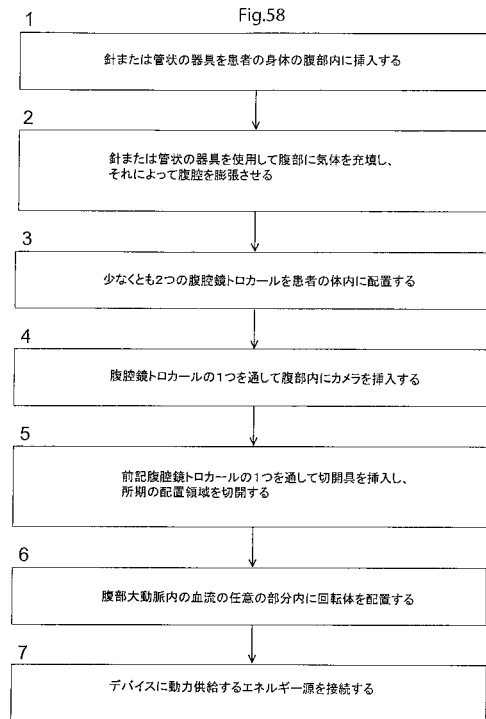 Fig.58
1
針または管状の器具を患者の身体の腹部内に挿入する
2
針または管状の器具を使用して腹部に気体を充填し、
それによって腹腔を膨張させる
3
少なくとも2つの腹腔鏡トロカールを患者の体内に配置する
4
腹腔鏡トロカールの1つを通して腹部内にカメラを挿入する
5
前記腹腔鏡トロカールの1つを通して切開具を挿入し、
所期の配置領域を切開する
6
腹部大動脈内の血流の任意の部分内に回転体を配置する
7
デバイスに動力供給するエネルギー源を接続する